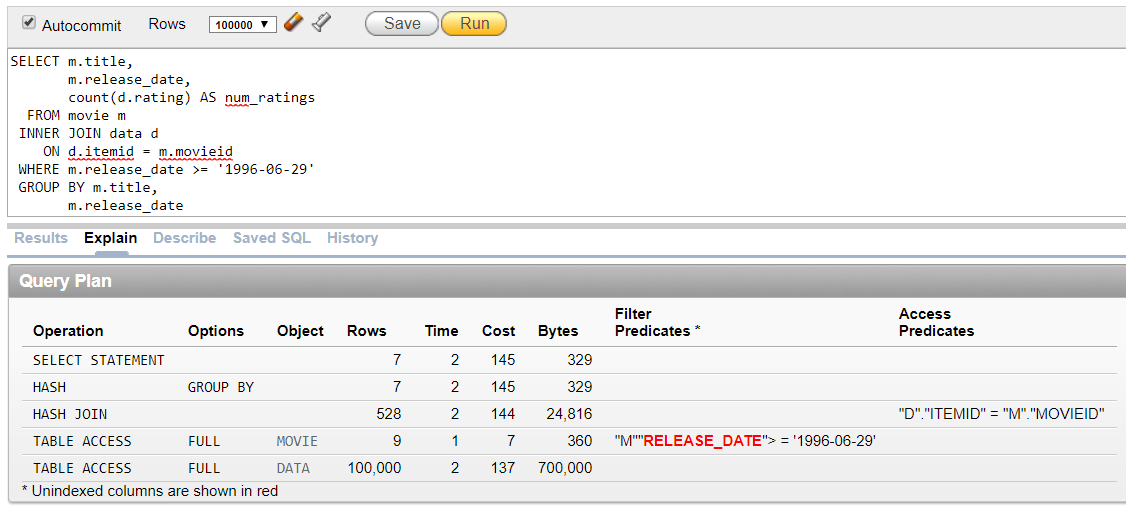 Autocommit Rows 100000 Save Run
SELECT m.title,
m.release_date,
count(d.rating) AS num_ratings
FROM movie m
INNER JOIN data d
ON d.itemid = m.movieid
WHERE m.release_date >= '1996-06-29'
GROUP BY m.title,
m.release_date
Results Explain Describe Saved SQL History
Query Plan
Operation Options Object Rows Time Cost Bytes Filter Predicates * Access Predicates
SELECT STATEMENT 7 2 145 329
HASH GROUP BY 7 2 145 329
HASH JOIN 528 2 144 24,816 "D"."ITEMID" = "M"."MOVIEID"
TABLE ACCESS FULL MOVIE 9 1 7 360 "M""RELEASE_DATE"> = '1996-06-29'
TABLE ACCESS FULL DATA 100,000 2 137 700,000
* Unindexed columns are shown in red